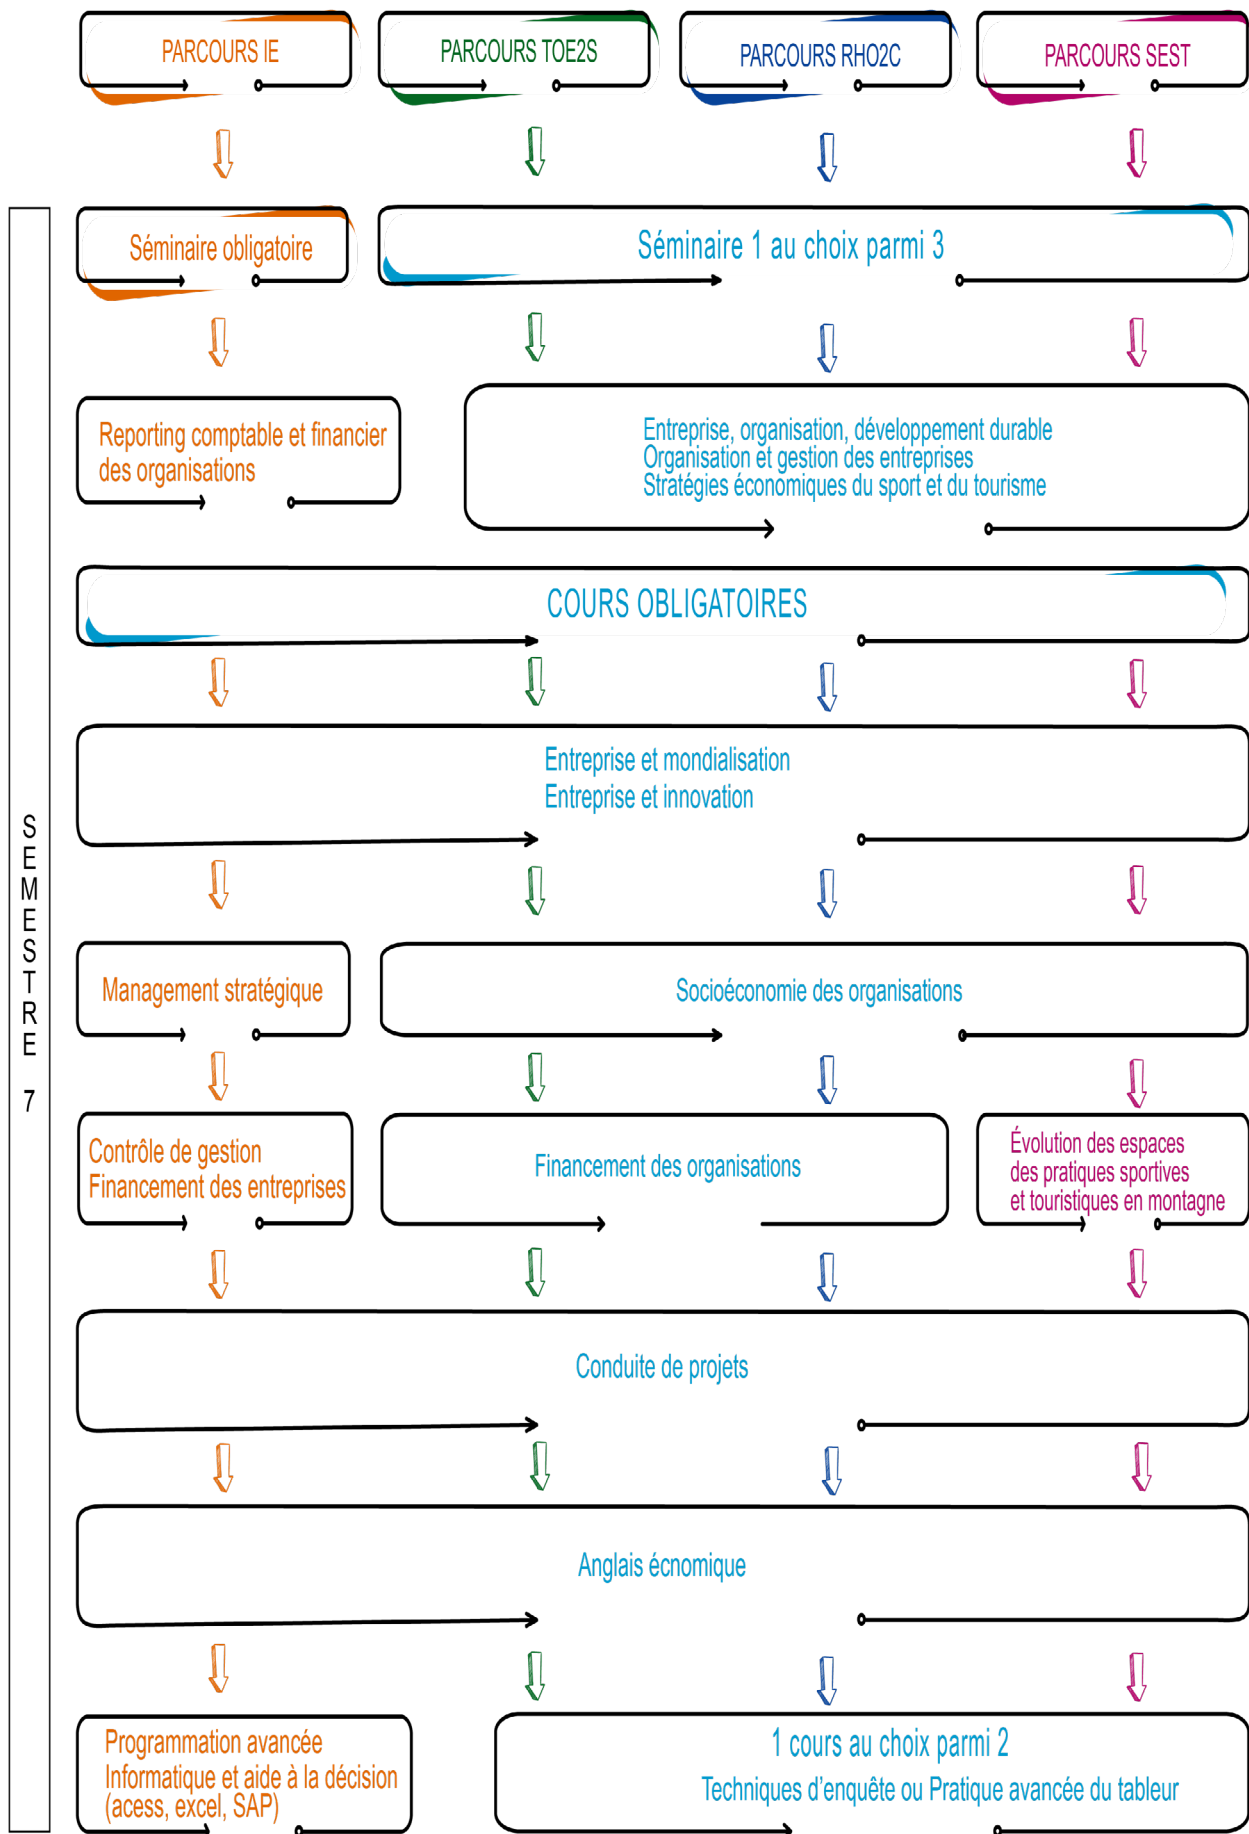 PARCOURS IE
PARCOURS TOE2S
PARCOURS RHO2C
PARCOURS SEST
SEMESTRE 7
Séminaire obligatoire
Séminaire 1 au choix parmi 3
Reporting comptable et financier
des organisations
Entreprise, organisation, développement durable
Organisation et gestion des entreprises
Stratégies économiques du sport et du tourisme
COURS OBLIGATOIRES
Entreprise et mondialisation
Entreprise et innovation
Management stratégique
Socioéconomie des organisations
Contrôle de gestion
Financement des entreprises
Financement des organisations
Évolution des espaces
des pratiques sportives
et touristiques en montagne
Conduite de projets
Anglais écnomique
Programmation avancée
Informatique et aide à la décision
(acess, excel, SAP)
1 cours au choix parmi 2
Techniques d'enquête ou Pratique avancée du tableur